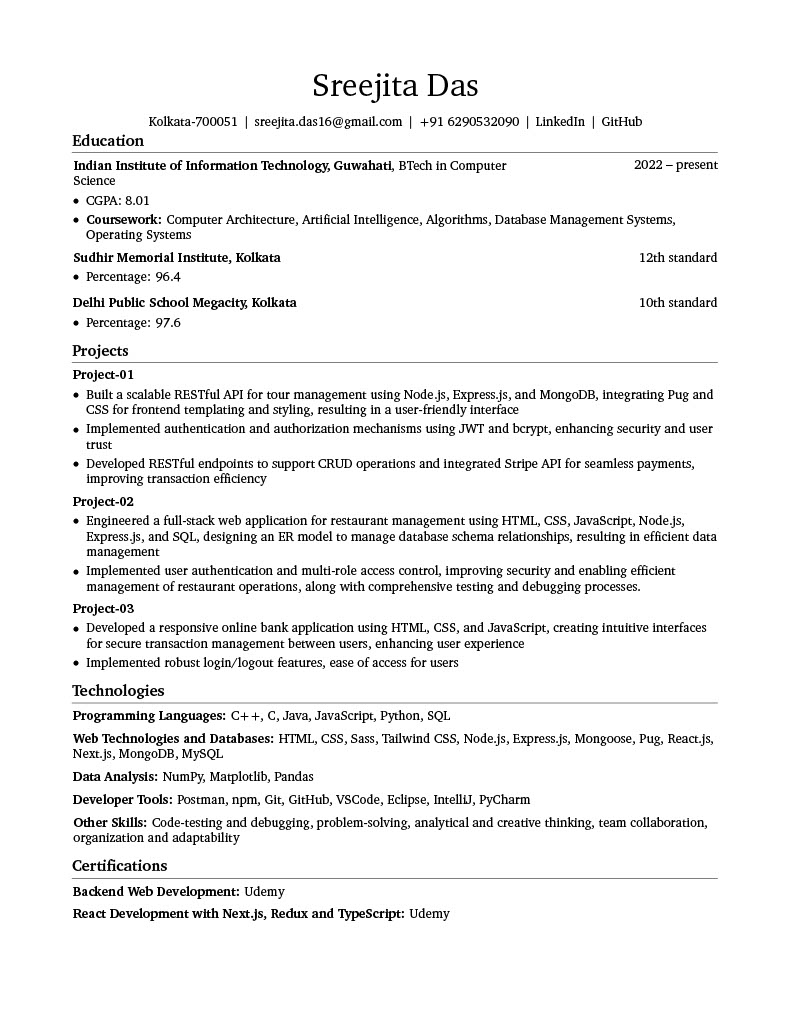 Sreejita Das
Kolkata-700051 | sreejita.das16@gmail.com | +91 6290532090 | LinkedIn | GitHub
Education
Indian Institute of Information Technology, Guwahati, BTech in Computer 2022 – present
Science
• CGPA: 8.01
• Coursework: Computer Architecture, Artificial Intelligence, Algorithms, Database Management Systems,
Operating Systems
Sudhir Memorial Institute, Kolkata 12th standard
• Percentage: 96.4
Delhi Public School Megacity, Kolkata 10th standard
• Percentage: 97.6
Projects
Project-01
• Built a scalable RESTful API for tour management using Node.js, Express.js, and MongoDB, integrating Pug and
CSS for frontend templating and styling, resulting in a user-friendly interface
• Implemented authentication and authorization mechanisms using JWT and bcrypt, enhancing security and user
trust
• Developed RESTful endpoints to support CRUD operations and integrated Stripe API for seamless payments,
improving transaction efficiency
Project-02
• Engineered a full-stack web application for restaurant management using HTML, CSS, JavaScript, Node.js,
Express.js, and SQL, designing an ER model to manage database schema relationships, resulting in efficient data
management
• Implemented user authentication and multi-role access control, improving security and enabling efficient
management of restaurant operations, along with comprehensive testing and debugging processes.
Project-03
• Developed a responsive online bank application using HTML, CSS, and JavaScript, creating intuitive interfaces
for secure transaction management between users, enhancing user experience
• Implemented robust login/logout features, ease of access for users
Technologies
Programming Languages: C++, C, Java, JavaScript, Python, SQL
Web Technologies and Databases: HTML, CSS, Sass, Tailwind CSS, Node.js, Express.js, Mongoose, Pug, React.js,
Next.js, MongoDB, MySQL
Data Analysis: NumPy, Matplotlib, Pandas
Developer Tools: Postman, npm, Git, GitHub, VSCode, Eclipse, IntelliJ, PyCharm
Other Skills: Code-testing and debugging, problem-solving, analytical and creative thinking, team collaboration,
organization and adaptability
Certifications
Backend Web Development: Udemy
React Development with Next.js, Redux and TypeScript: Udemy